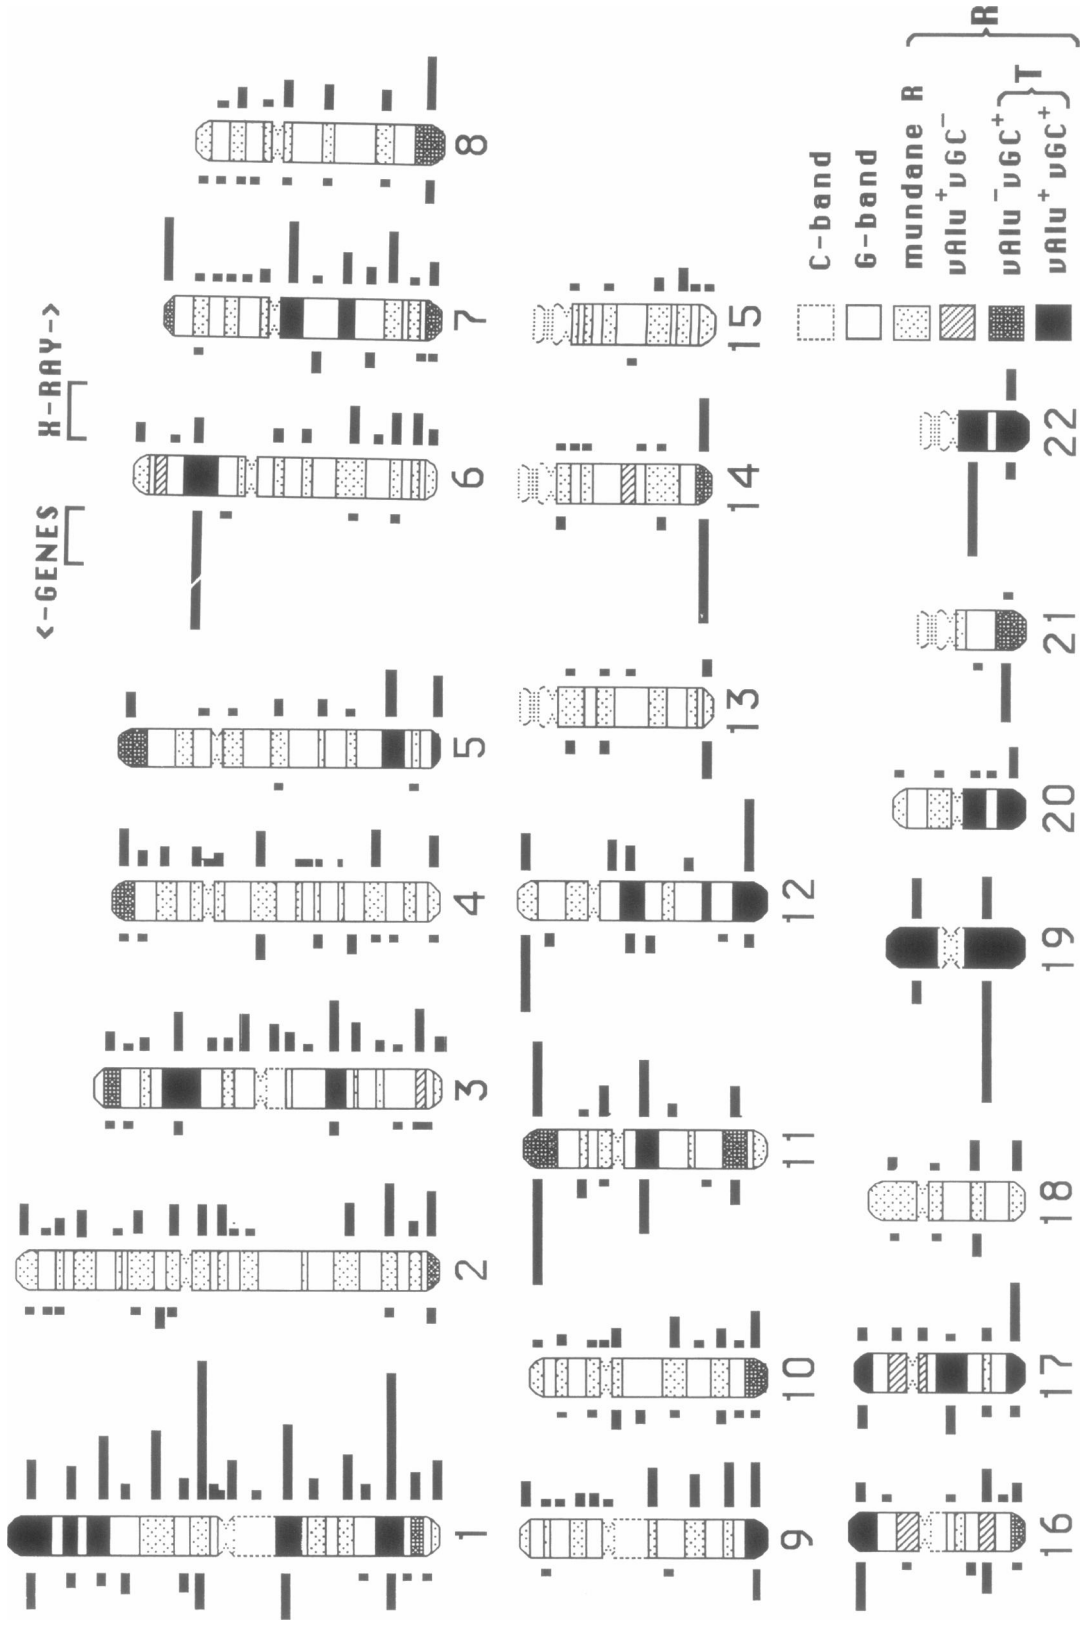 <-GENES X-RAY->
1 2 3 4 5 6 7 8
9 10 11 12 13 14 15
16 17 18 19 20 21 22
C-band
G-band
mundane R
νAlu⁺νGC⁻
νAlu⁻νGC⁺
νAlu⁺νGC⁺
T
R